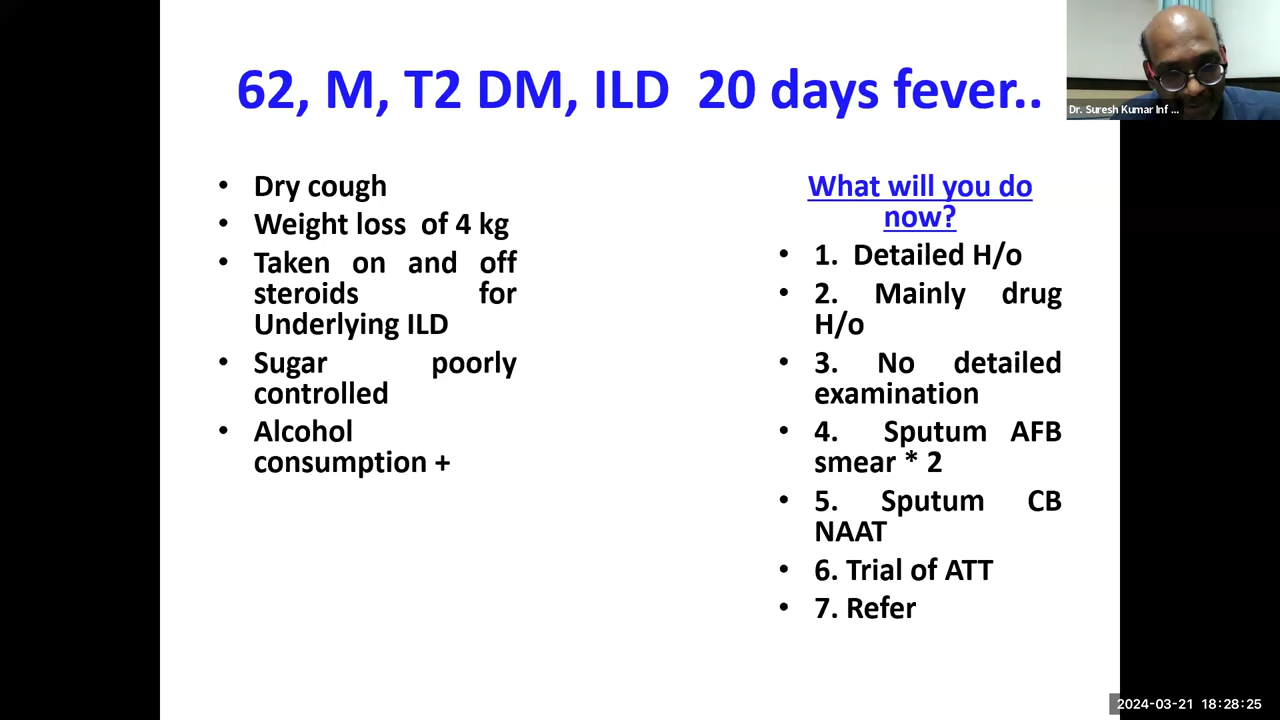 62, M, T2 DM, ILD 20 days fever..
Dr. Suresh Kumar Inf ...
• Dry cough
• Weight loss of 4 kg
• Taken on and off
steroids for
Underlying ILD
• Sugar poorly
controlled
• Alcohol
consumption +
What will you do
now?
• 1. Detailed H/o
• 2. Mainly drug
H/o
• 3. No detailed
examination
• 4. Sputum AFB
smear * 2
• 5. Sputum CB
NAAT
• 6. Trial of ATT
• 7. Refer
2024-03-21 18:28:25